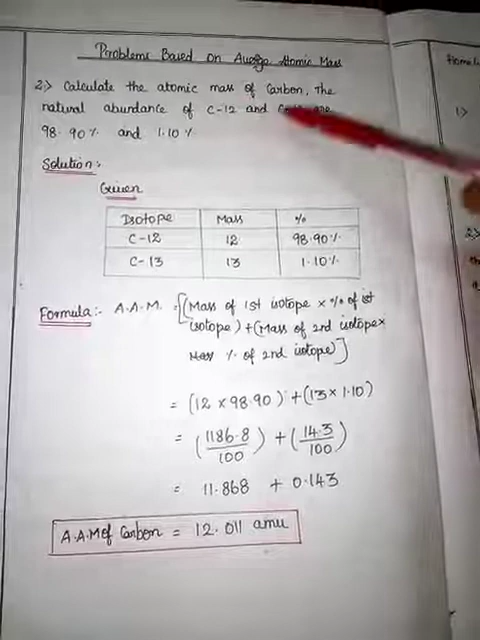 Problems Based on Average Atomic Mass
2) Calculate the atomic mass of Carbon, the
natural abundance of C-12 and
98.90% and 1.10%
Solution:-
Given
Isotope Mass %
C-12 12 98.90%
C-13 13 1.10%
Formula:- A.A.M. = [(Mass of 1st isotope × % of 1st
isotope) + (Mass of 2nd isotope ×
% of 2nd isotope)]
= (12 × 98.90) + (13 × 1.10)
= (1186.8/100) + (14.3/100)
= 11.868 + 0.143
A.A.M of Carbon = 12.011 amu
1)
2)